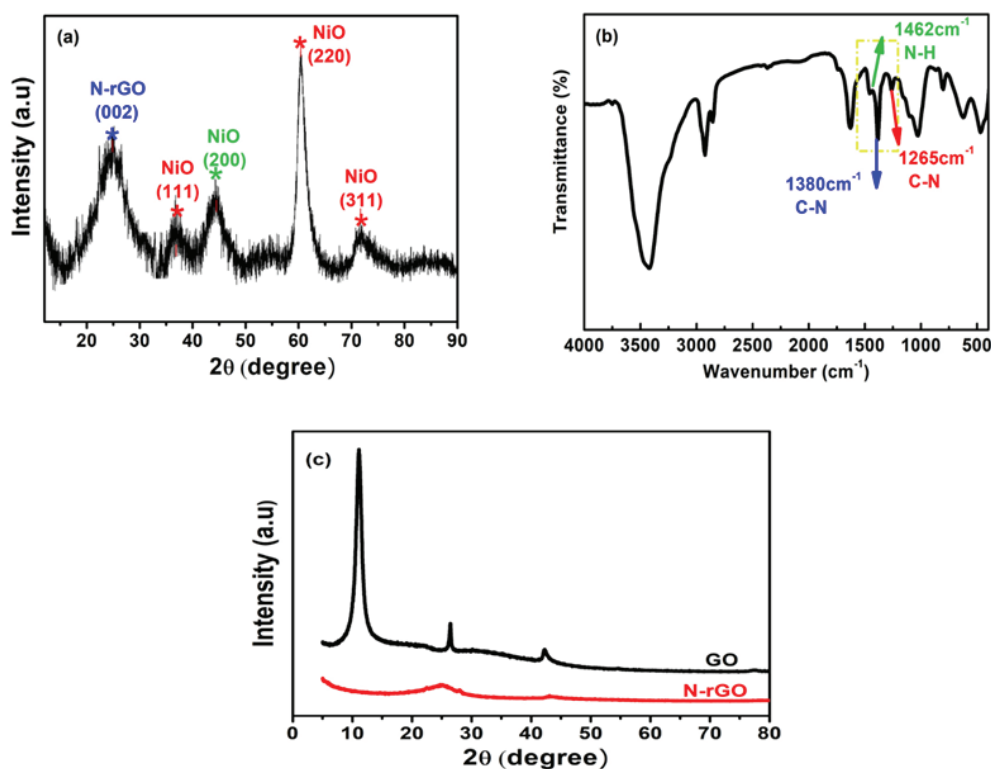 (a)
NiO
(220)
N-rGO
(002)
NiO
(200)
NiO
(111)
NiO
(311)
Intensity (a.u)
20 30 40 50 60 70 80 90
2θ (degree)
(b)
1462cm⁻¹
N-H
1265cm⁻¹
C-N
1380cm⁻¹
C-N
Transmittance (%)
4000 3500 3000 2500 2000 1500 1000 500
Wavenumber (cm⁻¹)
(c)
GO
N-rGO
Intensity (a.u)
0 10 20 30 40 50 60 70 80
2θ (degree)